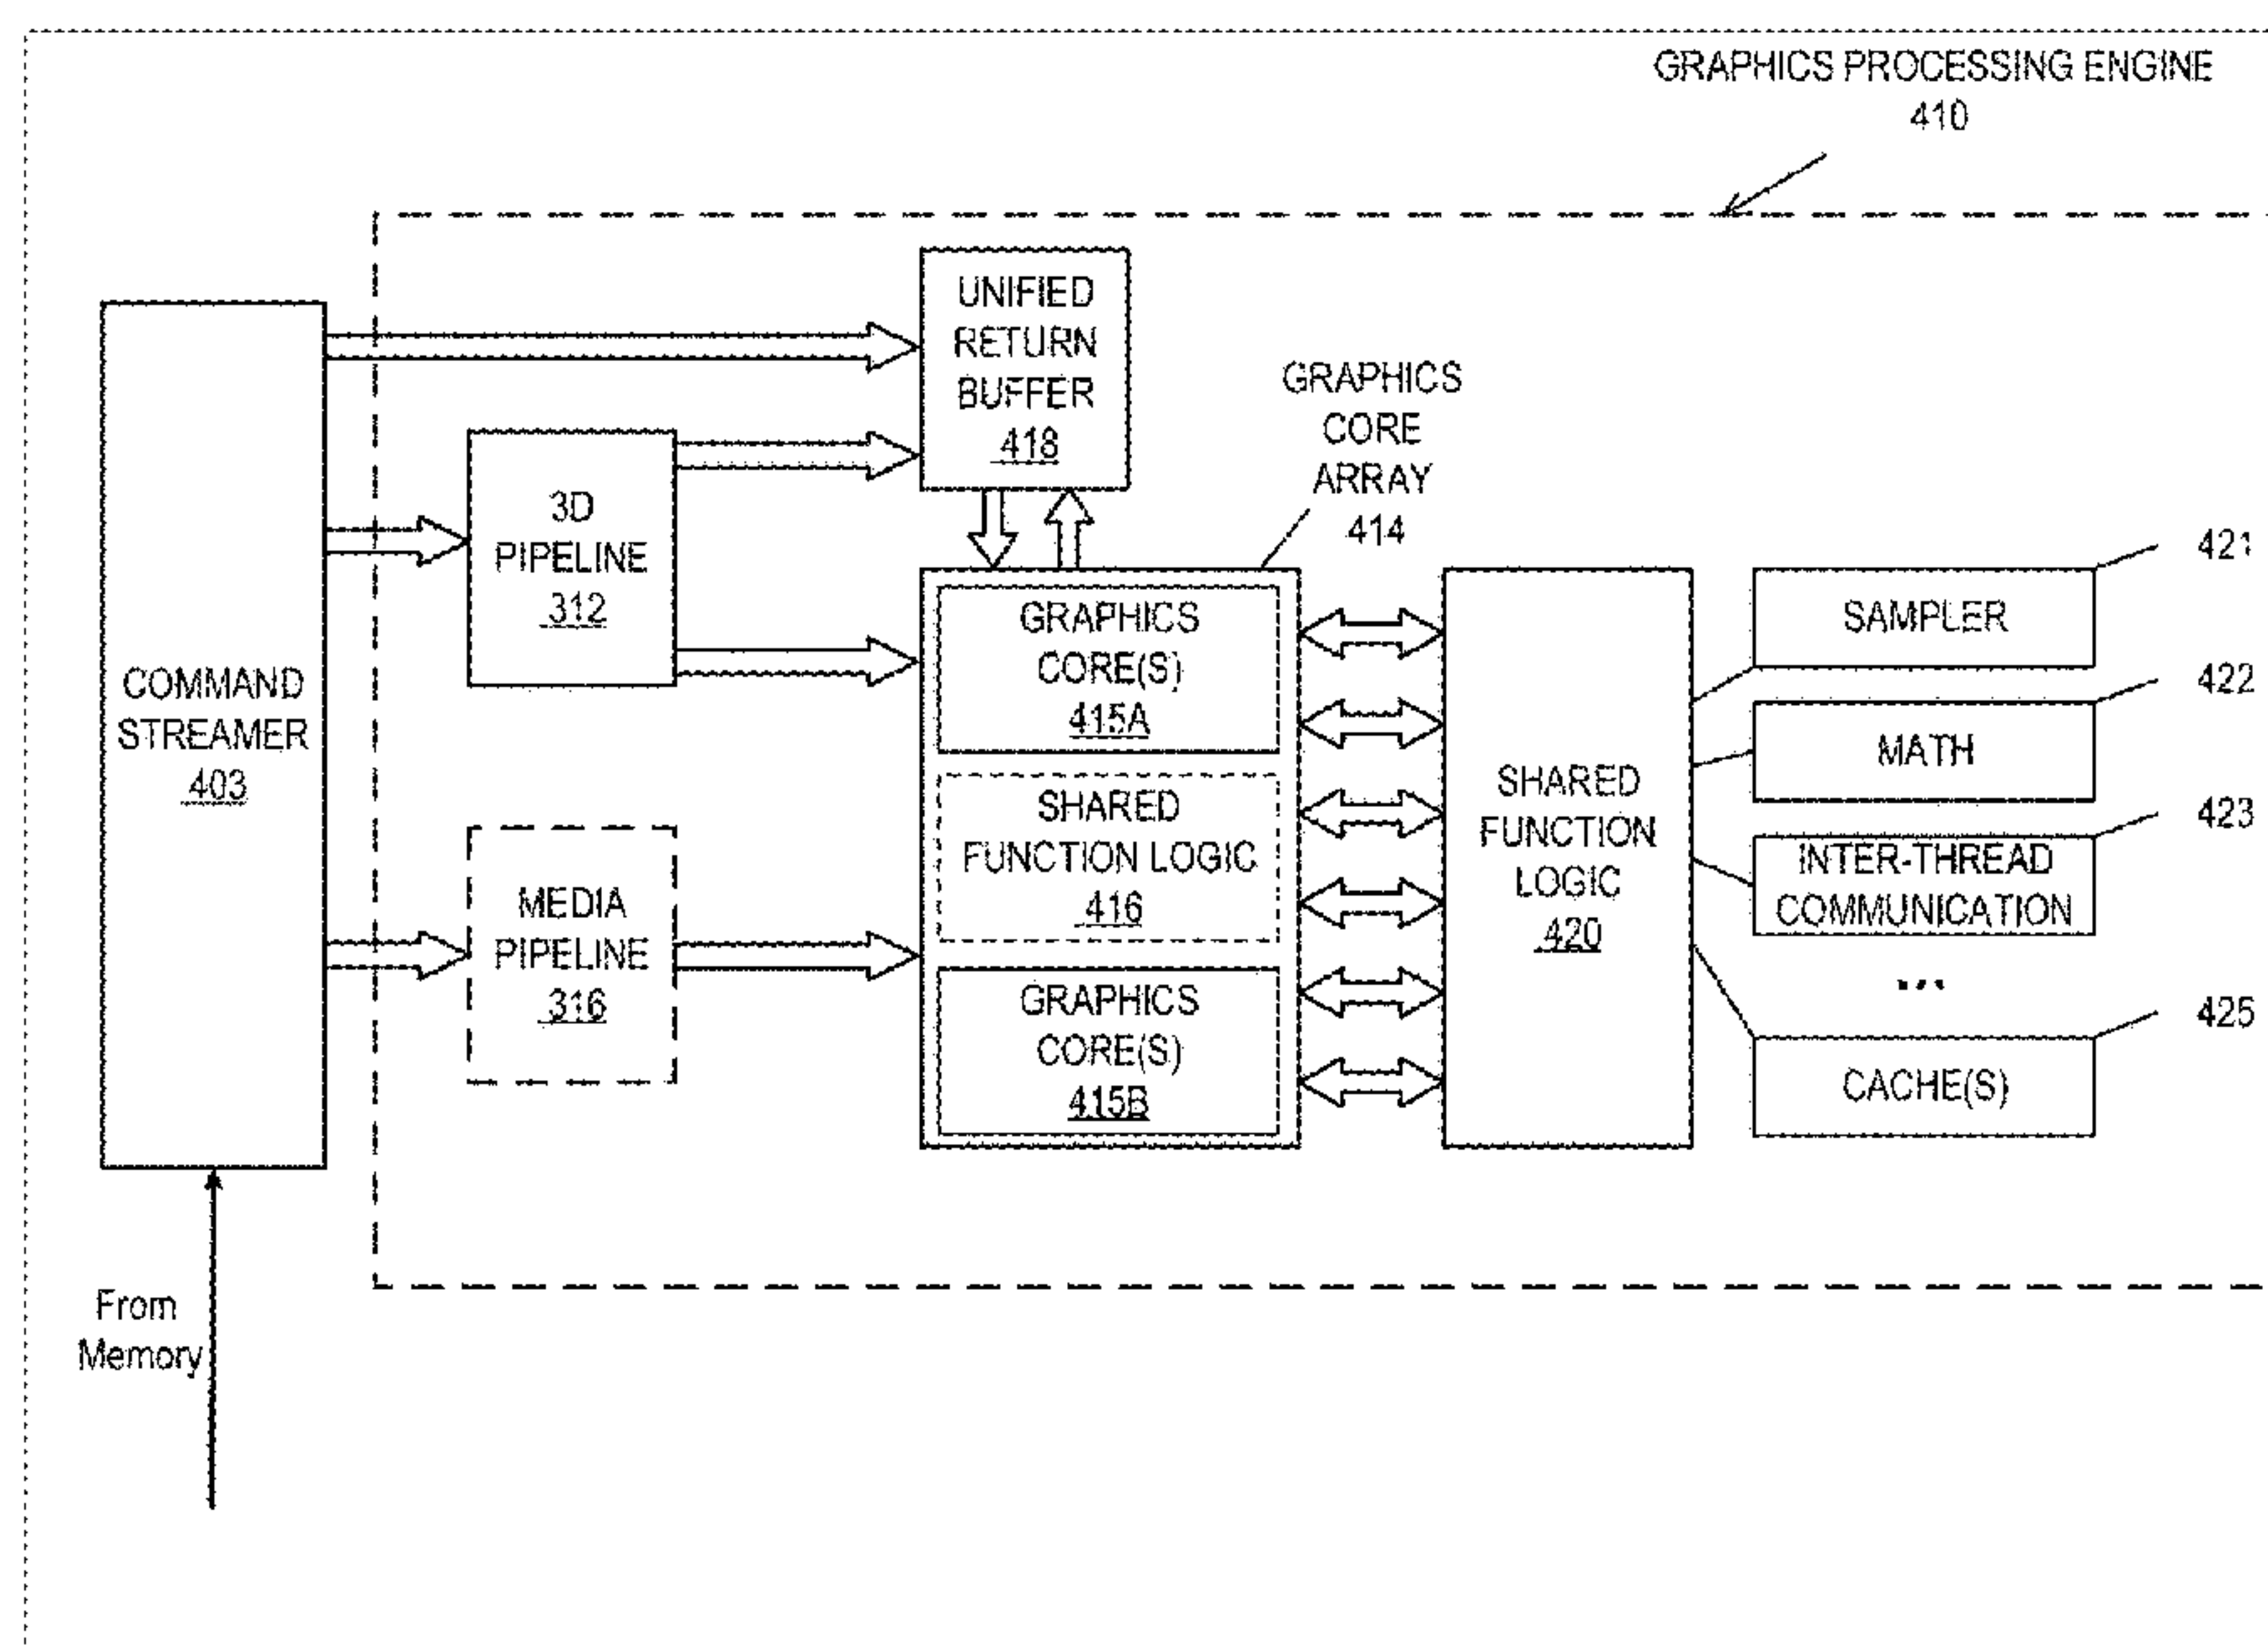 GRAPHICS PROCESSING ENGINE
410
UNIFIED
RETURN
BUFFER
418
GRAPHICS
CORE
ARRAY
414
3D
PIPELINE
312
COMMAND
STREAMER
403
MEDIA
PIPELINE
316
GRAPHICS
CORE(S)
415A
SHARED
FUNCTION LOGIC
416
GRAPHICS
CORE(S)
415B
SHARED
FUNCTION
LOGIC
420
421
SAMPLER
422
MATH
423
INTER-THREAD
COMMUNICATION
...
425
CACHE(S)
From
Memory